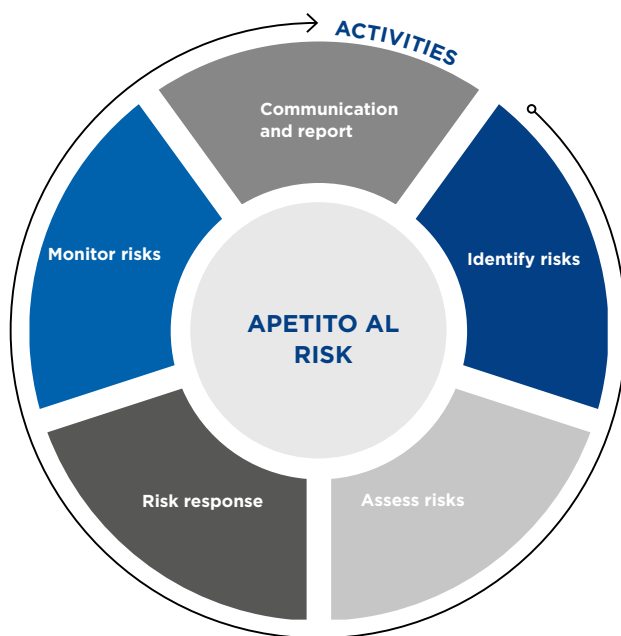 ACTIVITIES
Communication
and report
Identify risks
Assess risks
Risk response
Monitor risks
APETITO AL
RISK